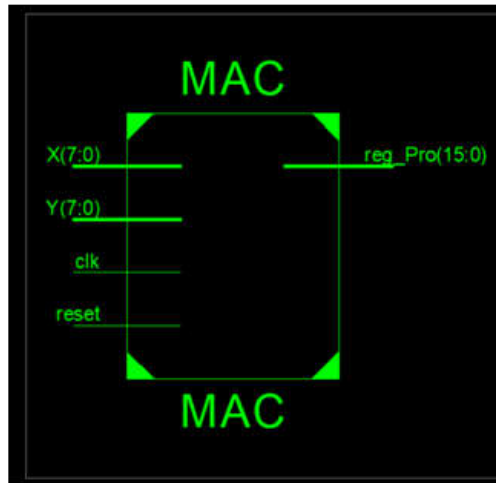 MAC
X(7:0)
reg_Pro(15:0)
Y(7:0)
clk
reset
MAC